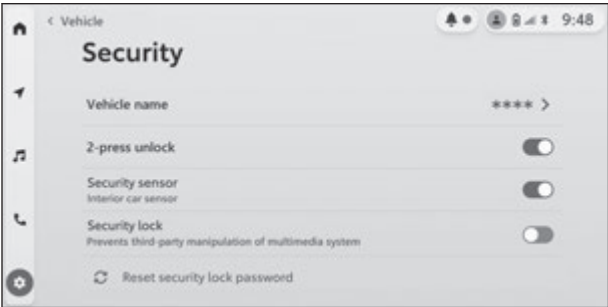 < Vehicle
9:48
Security
Vehicle name
**** >
2-press unlock
Security sensor
Interior car sensor
Security lock
Prevents third-party manipulation of multimedia system
Reset security lock password